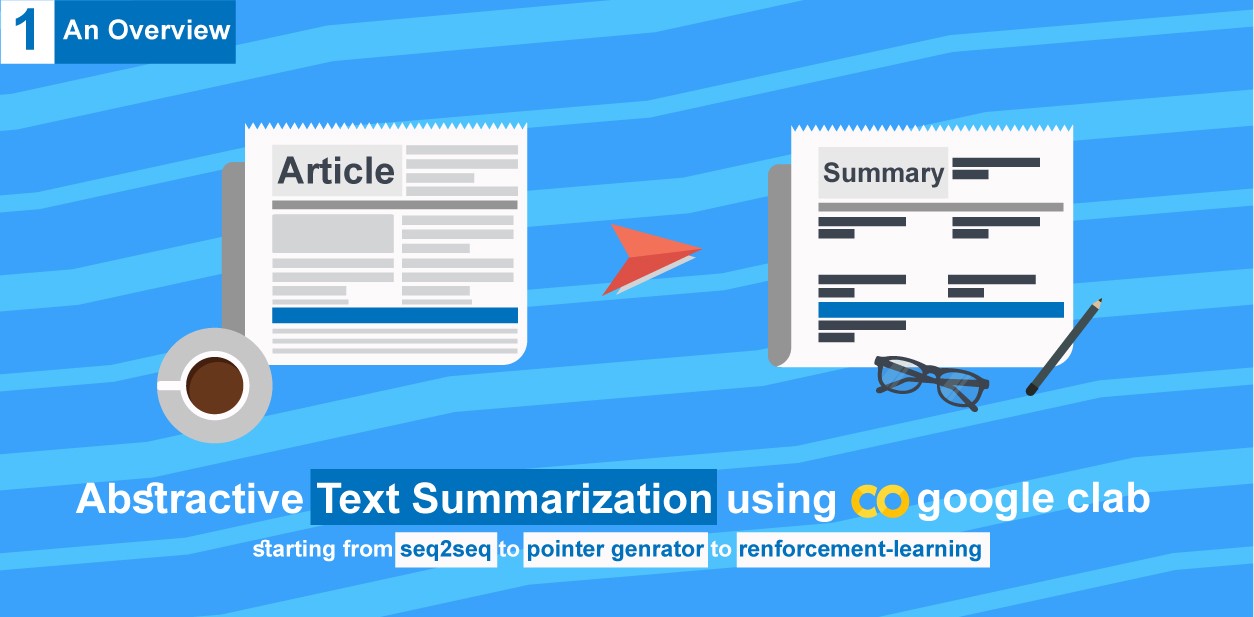 1 An Overview
Article
Summary
Abstractive Text Summarization using co google clab
starting from seq2seq to pointer genrator to renforcement-learning